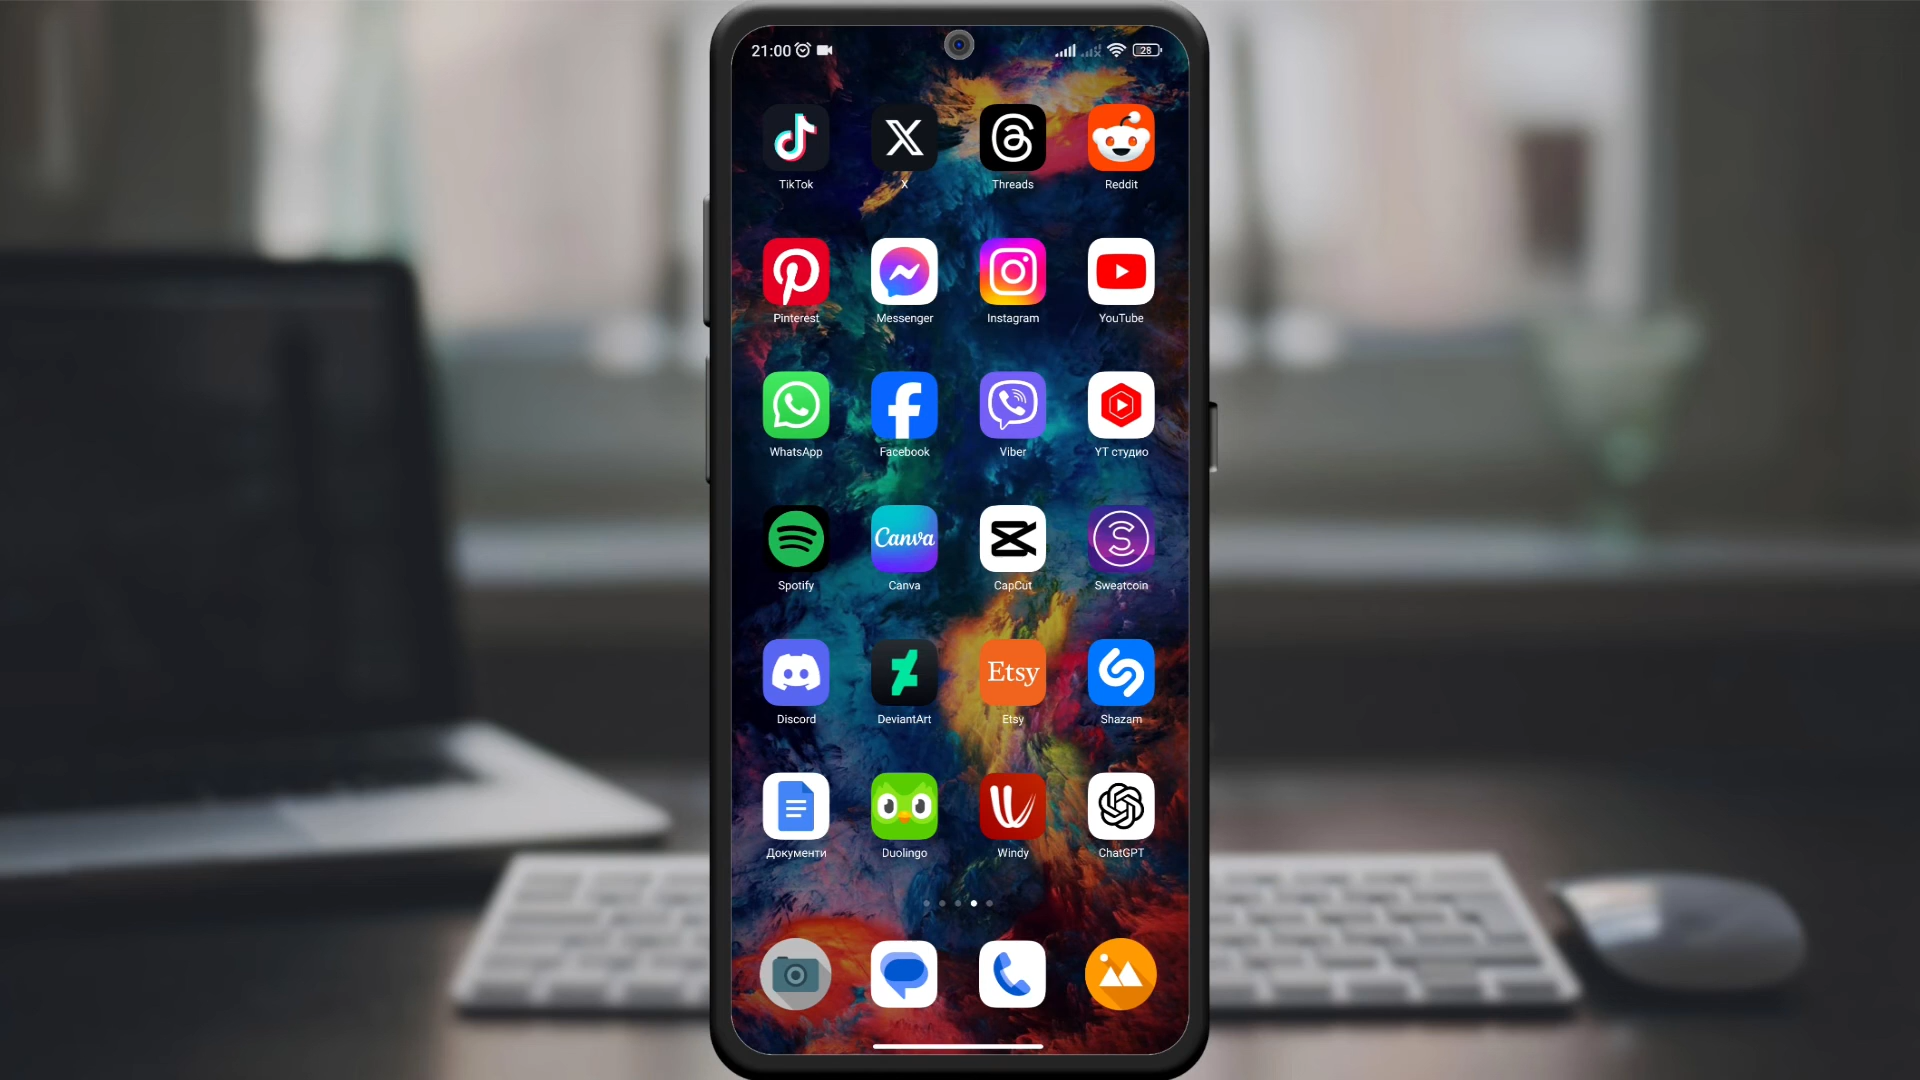 21:00 28
TikTok X Threads Reddit
Pinterest Messenger Instagram YouTube
WhatsApp Facebook Viber YT студио
Canva
Spotify Canva CapCut Sweatcoin
Etsy
Discord DeviantArt Etsy Shazam
Документи Duolingo Windy ChatGPT